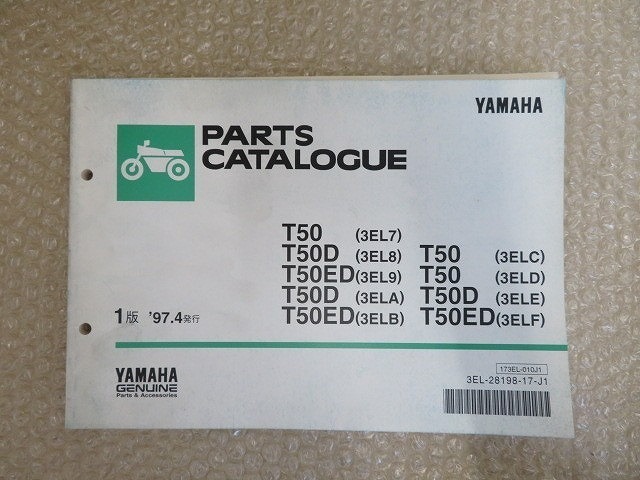 YAMAHA
PARTS
CATALOGUE
T50 (3EL7)
T50D (3EL8) T50 (3ELC)
T50ED (3EL9) T50 (3ELD)
T50D (3ELA) T50D (3ELE)
T50ED (3ELB) T50ED (3ELF)
1版 '97.4発行
YAMAHA
GENUINE
Parts & Accessories
173EL-010J1
3EL-28198-17-J1